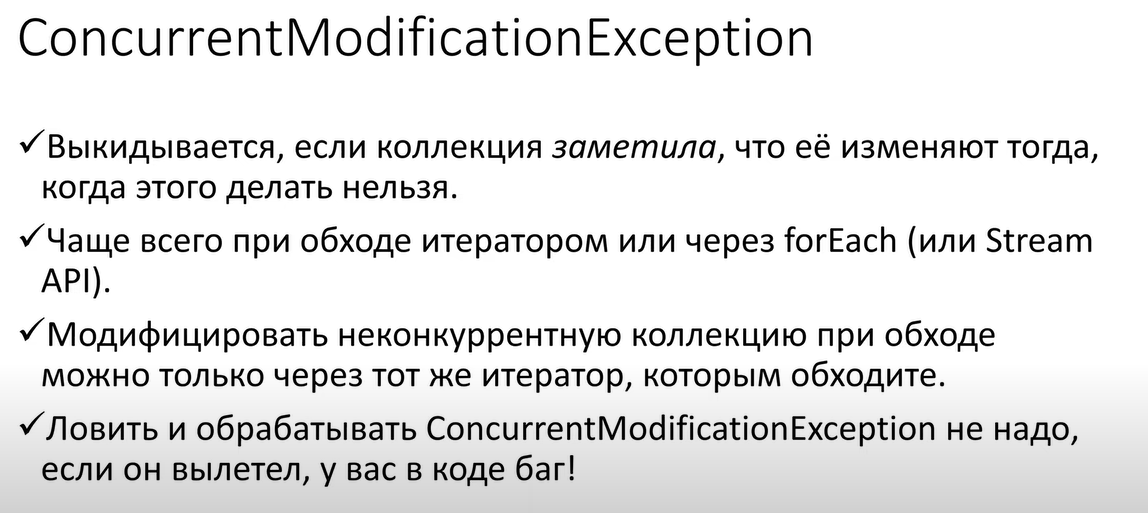 ConcurrentModificationException
✓Выкидывается, если коллекция заметила, что её изменяют тогда,
когда этого делать нельзя.
✓Чаще всего при обходе итератором или через forEach (или Stream
API).
✓Модифицировать неконкуррентную коллекцию при обходе
можно только через тот же итератор, которым обходите.
✓Ловить и обрабатывать ConcurrentModificationException не надо,
если он вылетел, у вас в коде баг!